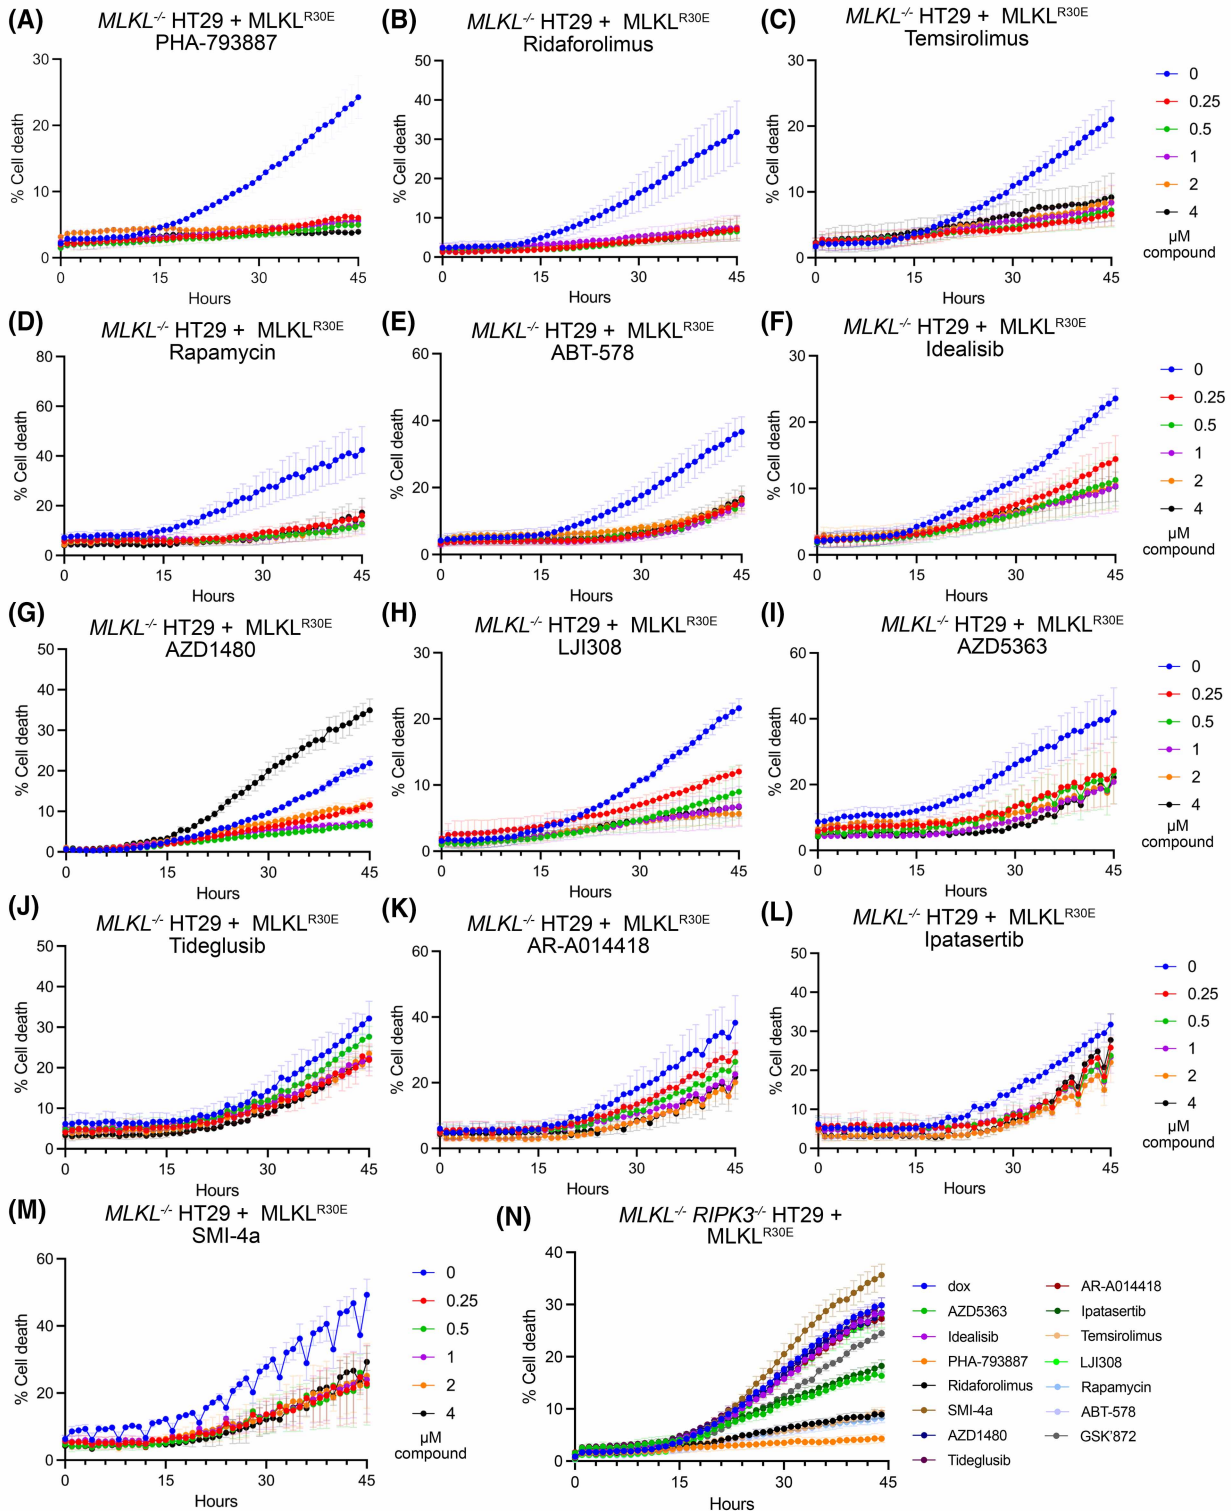 (A)
MLKL-/- HT29 + MLKLR30E
PHA-793887
30
20
10
0
% Cell death
0 15 30 45
Hours
(B)
MLKL-/- HT29 + MLKLR30E
Ridaforolimus
50
40
30
20
10
0
% Cell death
0 15 30 45
Hours
(C)
MLKL-/- HT29 + MLKLR30E
Temsirolimus
30
20
10
0
% Cell death
0 15 30 45
Hours
0
0.25
0.5
1
2
4
µM
compound
(D)
MLKL-/- HT29 + MLKLR30E
Rapamycin
80
60
40
20
0
% Cell death
0 15 30 45
Hours
(E)
MLKL-/- HT29 + MLKLR30E
ABT-578
60
40
20
0
% Cell death
0 15 30 45
Hours
(F)
MLKL-/- HT29 + MLKLR30E
Idealisib
30
20
10
0
% Cell death
0 15 30 45
Hours
0
0.25
0.5
1
2
4
µM
compound
(G)
MLKL-/- HT29 + MLKLR30E
AZD1480
50
40
30
20
10
0
% Cell death
0 15 30 45
Hours
(H)
MLKL-/- HT29 + MLKLR30E
LJI308
30
20
10
0
% Cell death
0 15 30 45
Hours
(I)
MLKL-/- HT29 + MLKLR30E
AZD5363
60
40
20
0
% Cell death
0 15 30 45
Hours
0
0.25
0.5
1
2
4
µM
compound
(J)
MLKL-/- HT29 + MLKLR30E
Tideglusib
50
40
30
20
10
0
% Cell death
0 15 30 45
Hours
(K)
MLKL-/- HT29 + MLKLR30E
AR-A014418
60
40
20
0
% Cell death
0 15 30 45
Hours
(L)
MLKL-/- HT29 + MLKLR30E
Ipatasertib
50
40
30
20
10
0
% Cell death
0 15 30 45
Hours
0
0.25
0.5
1
2
4
µM
compound
(M)
MLKL-/- HT29 + MLKLR30E
SMI-4a
60
40
20
0
% Cell death
0 15 30 45
Hours
0
0.25
0.5
1
2
4
µM
compound
(N)
MLKL-/- RIPK3-/- HT29 +
MLKLR30E
40
30
20
10
0
% Cell death
0 15 30 45
Hours
dox
AZD5363
Idealisib
PHA-793887
Ridaforolimus
SMI-4a
AZD1480
Tideglusib
AR-A014418
Ipatasertib
Temsirolimus
LJI308
Rapamycin
ABT-578
GSK'872